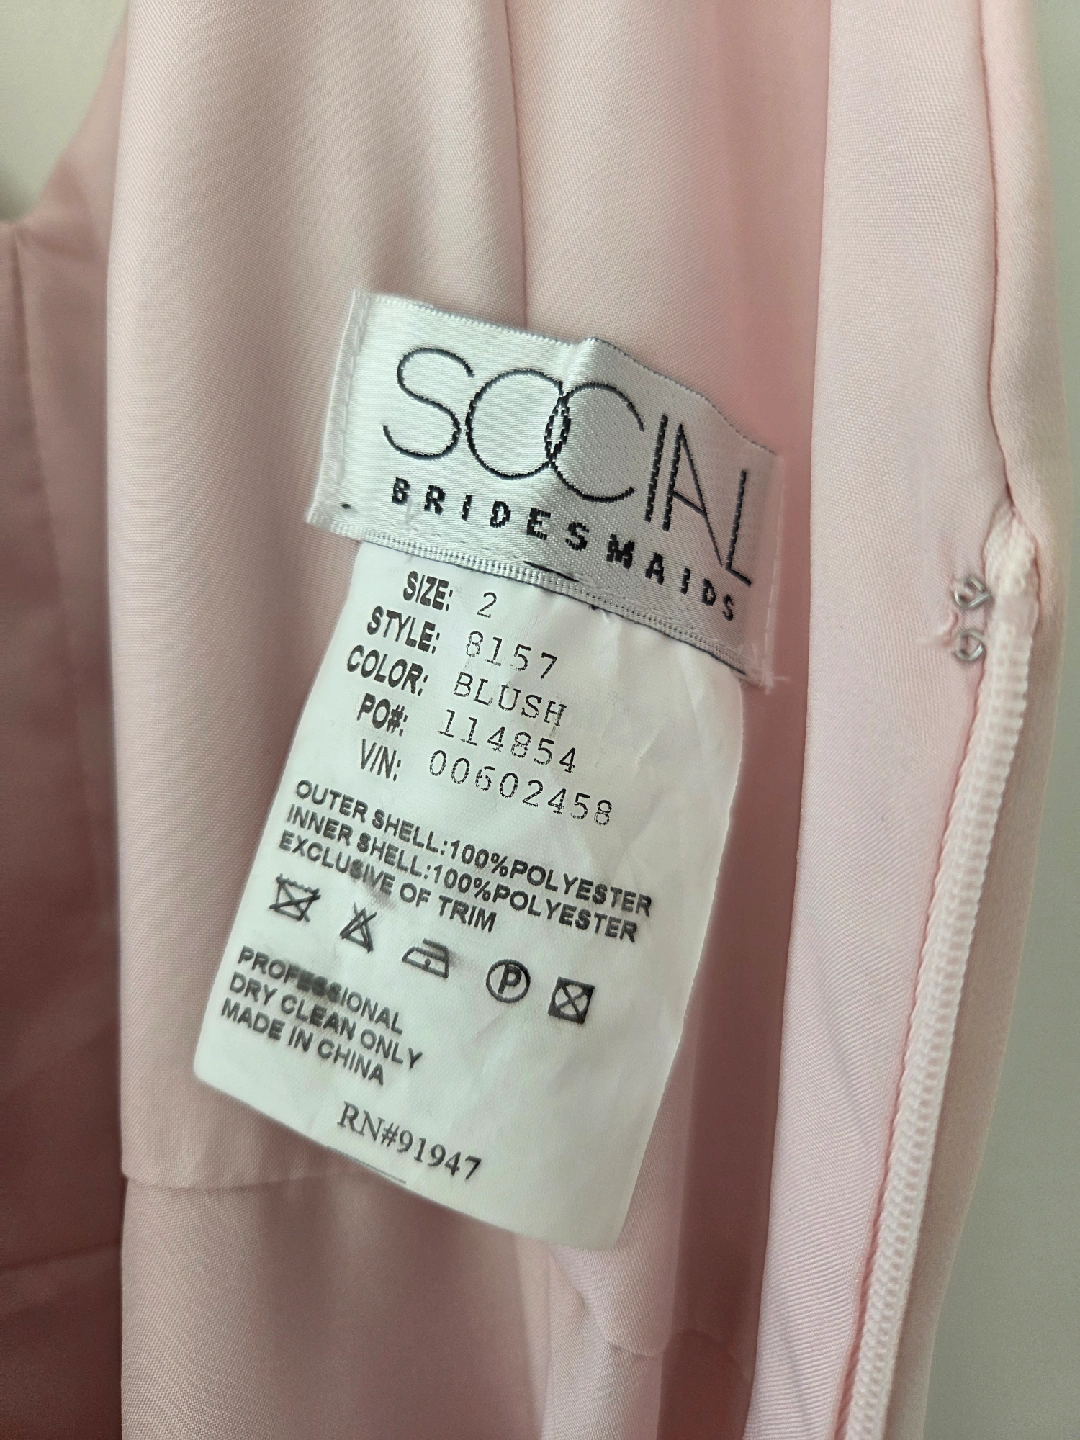 SOCIAL
BRIDESMAIDS
SIZE: 2
STYLE: 8157
COLOR: BLUSH
PO#: 114854
V/N: 00602458
OUTER SHELL:100%POLYESTER
INNER SHELL:100%POLYESTER
EXCLUSIVE OF TRIM
P
PROFESSIONAL
DRY CLEAN ONLY
MADE IN CHINA
RN#91947